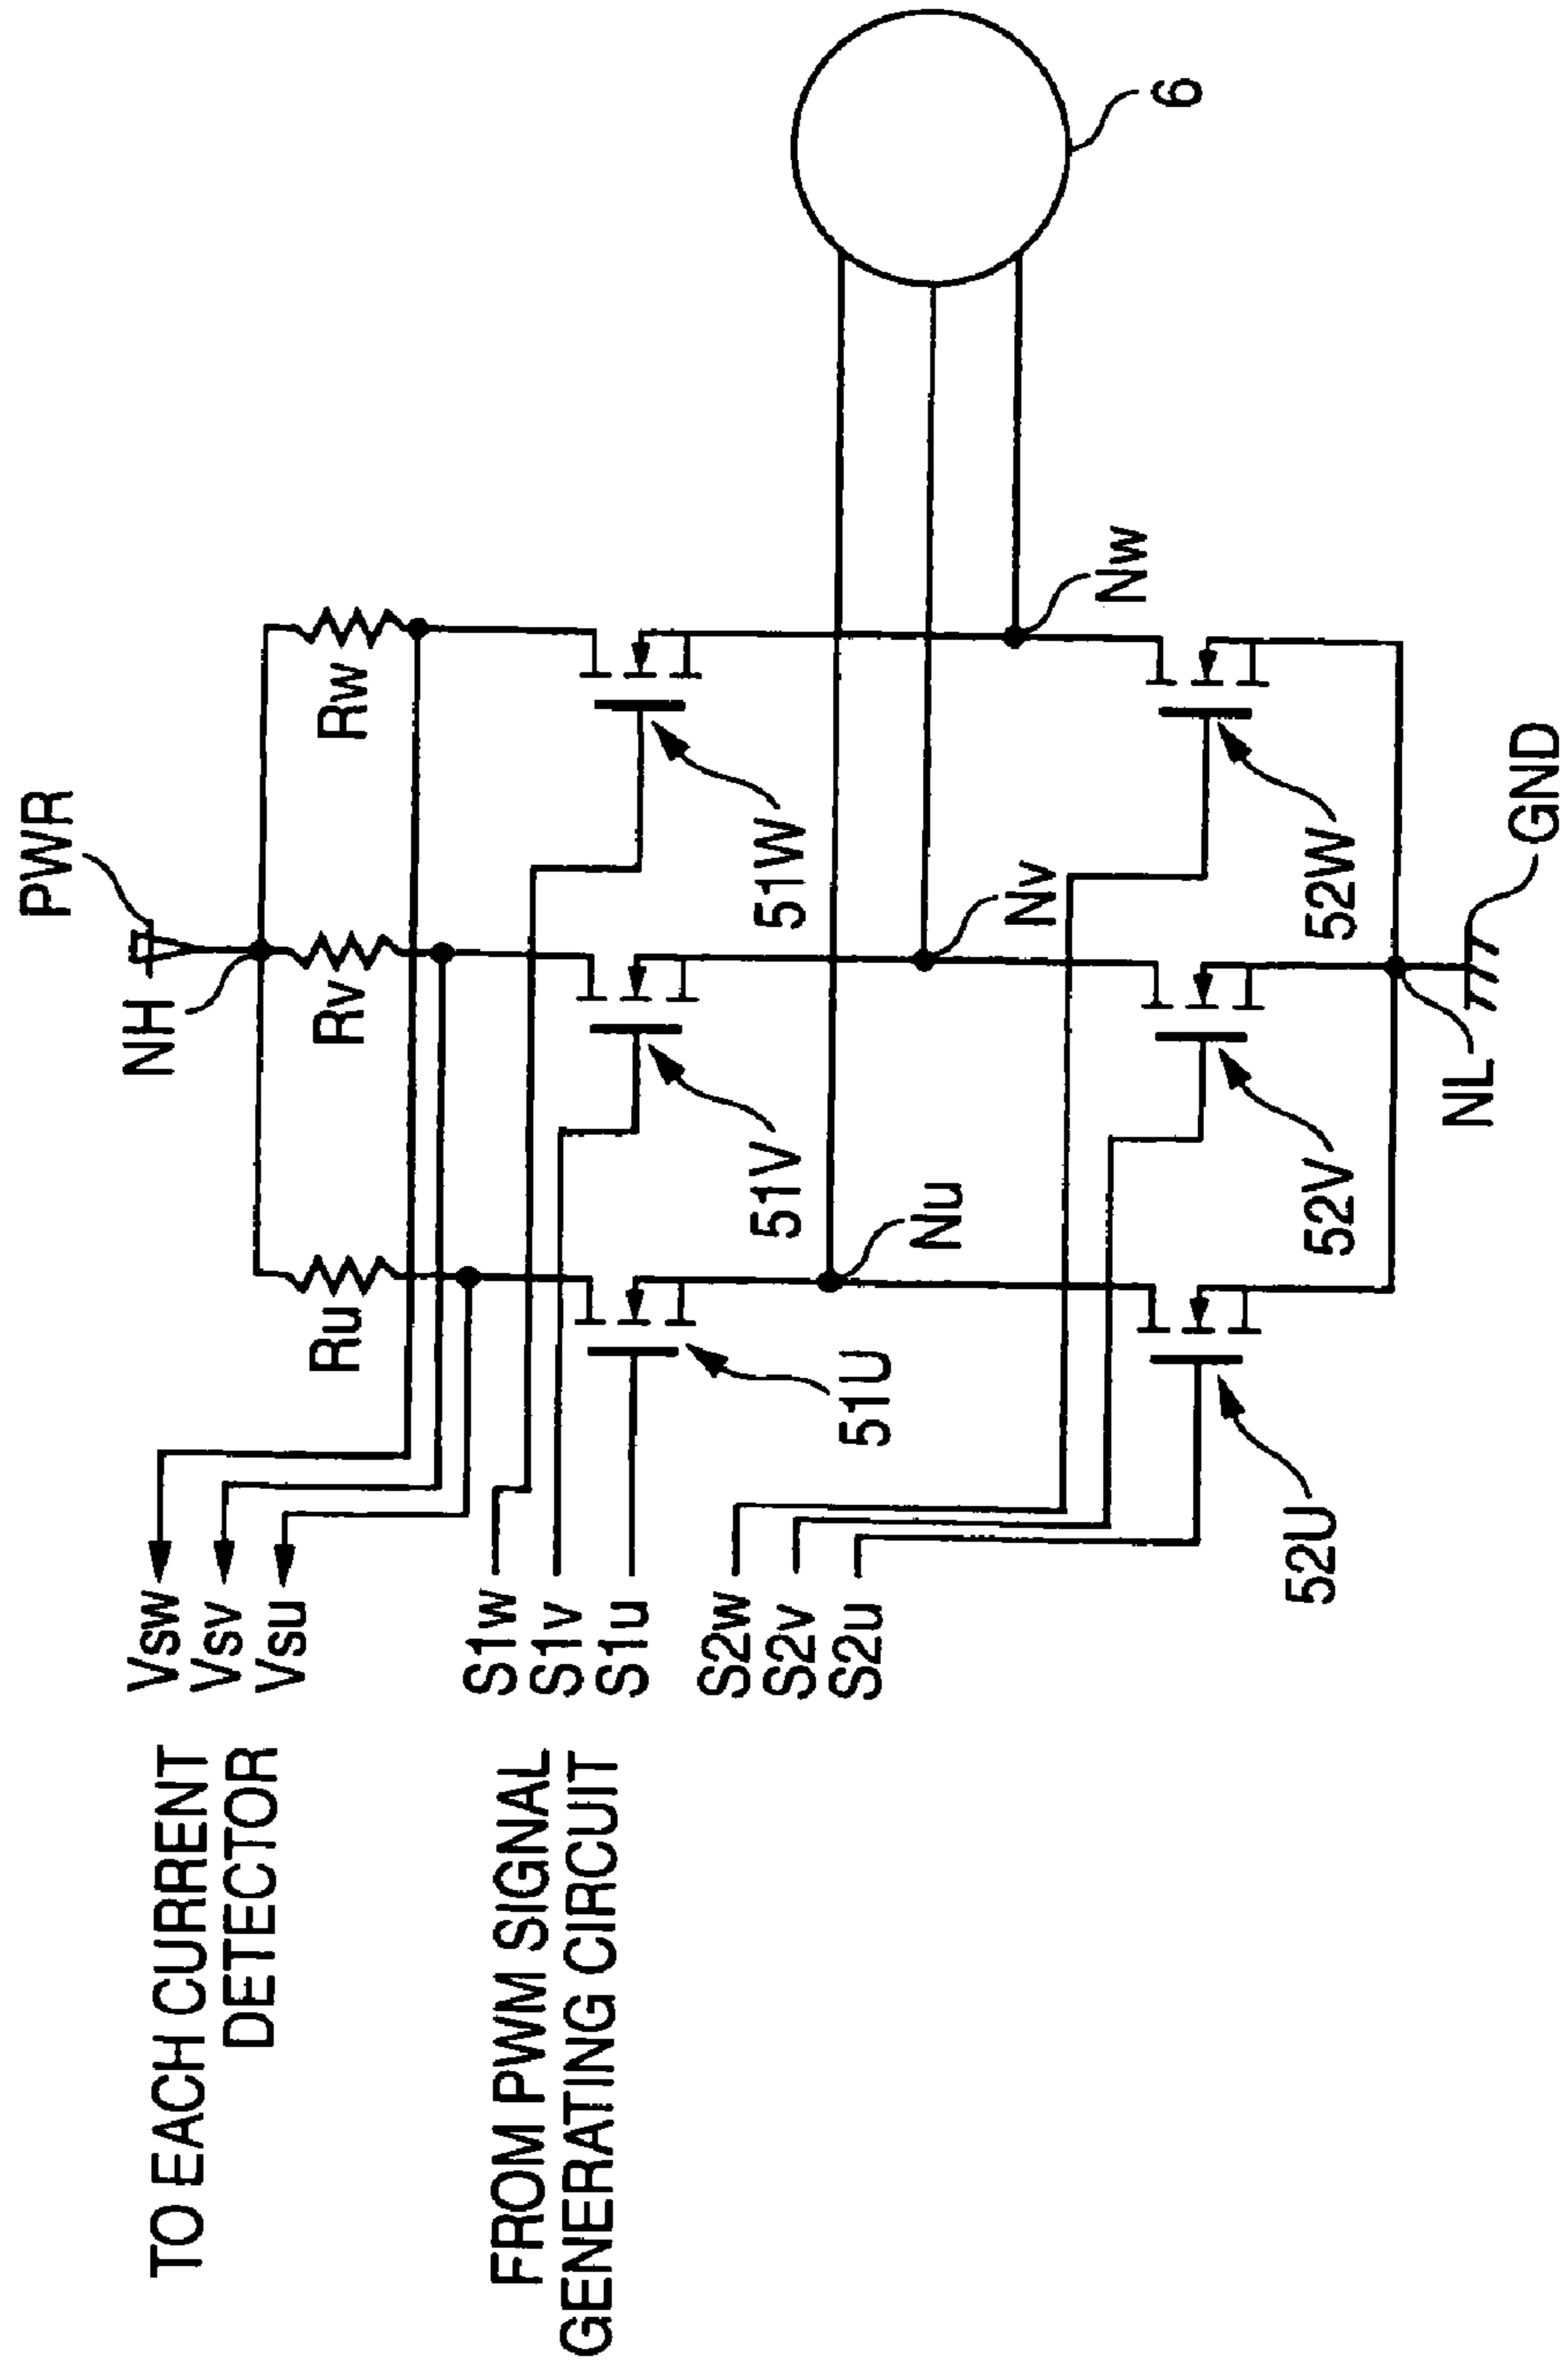 PWR
NH
Ru
Rv
Rw
TO EACH CURRENT
DETECTOR
Vsw
Vsv
Vsu
FROM PWM SIGNAL
GENERATING CIRCUIT
S1w
S1v
S1u
51U
51V
51W
S2w
S2v
S2u
Nu
Nv
Nw
6
52U
52V
52W
NL
GND